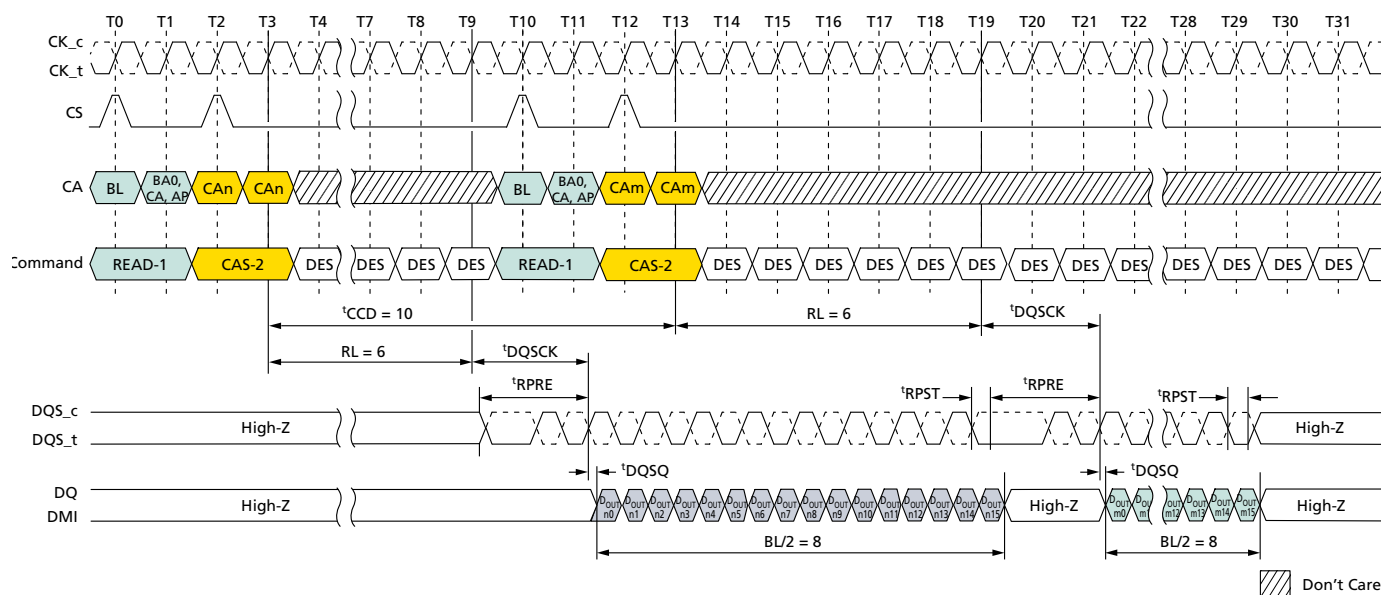 T0 T1 T2 T3 T4 T7 T8 T9 T10 T11 T12 T13 T14 T15 T16 T17 T18 T19 T20 T21 T22 T28 T29 T30 T31
CK_c
CK_t
CS
CA BL BA0, CA, AP CAn CAn BL BA0, CA, AP CAm CAm
Command READ-1 CAS-2 DES DES DES DES READ-1 CAS-2 DES DES DES DES DES DES DES DES DES DES DES DES DES
tCCD = 10 RL = 6 tDQSCK
RL = 6 tDQSCK
tRPRE tRPST tRPRE tRPST
DQS_c
DQS_t
High-Z High-Z
tDQSQ tDQSQ
DQ
DMI
High-Z DOUT n0 DOUT n1 DOUT n2 DOUT n3 DOUT n4 DOUT n5 DOUT n6 DOUT n7 DOUT n8 DOUT n9 DOUT n10 DOUT n11 DOUT n12 DOUT n13 DOUT n14 DOUT n15 High-Z DOUT m0 DOUT m12 DOUT m13 DOUT m14 DOUT m15 High-Z
BL/2 = 8 BL/2 = 8
Don't Care